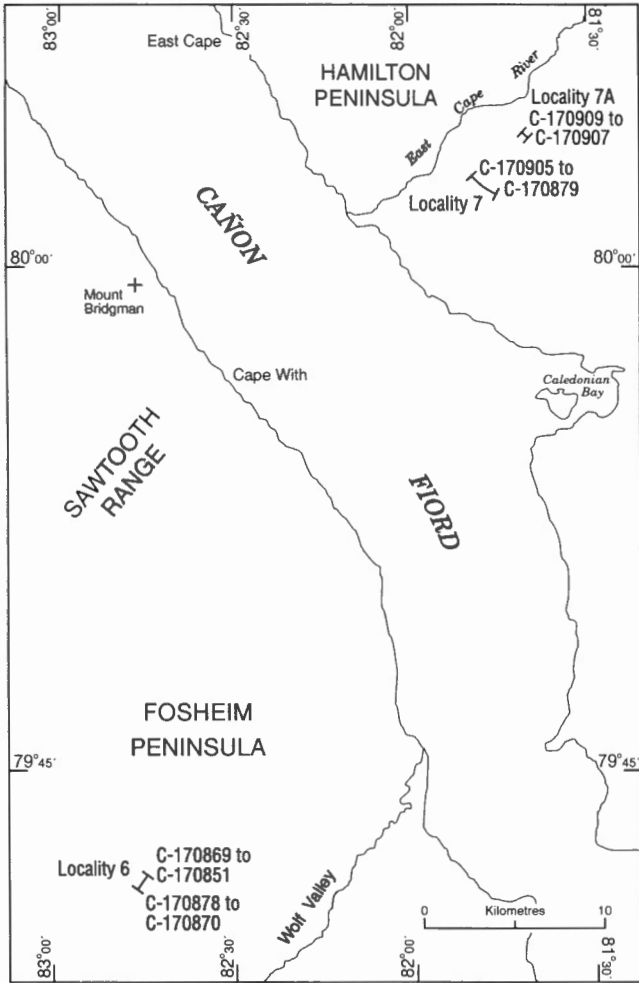 83°00'
82°30'
82°00'
81°30'
East Cape
HAMILTON
PENINSULA
East Cape River
Locality 7A
C-170909 to
C-170907
C-170905 to
C-170879
Locality 7
CAÑON
80°00'
80°00'
Mount
Bridgman
Cape With
Caledonian
Bay
SAWTOOTH
RANGE
FIORD
FOSHEIM
PENINSULA
79°45'
79°45'
Locality 6
C-170869 to
C-170851
C-170878 to
C-170870
Wolf Valley
0 Kilometres 10
83°00'
82°30'
82°00'
81°30'